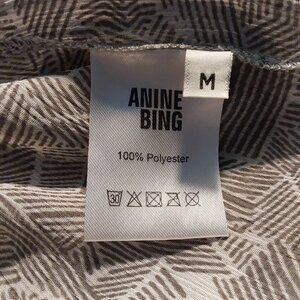 M
ANINE
BING
100% Polyester
30